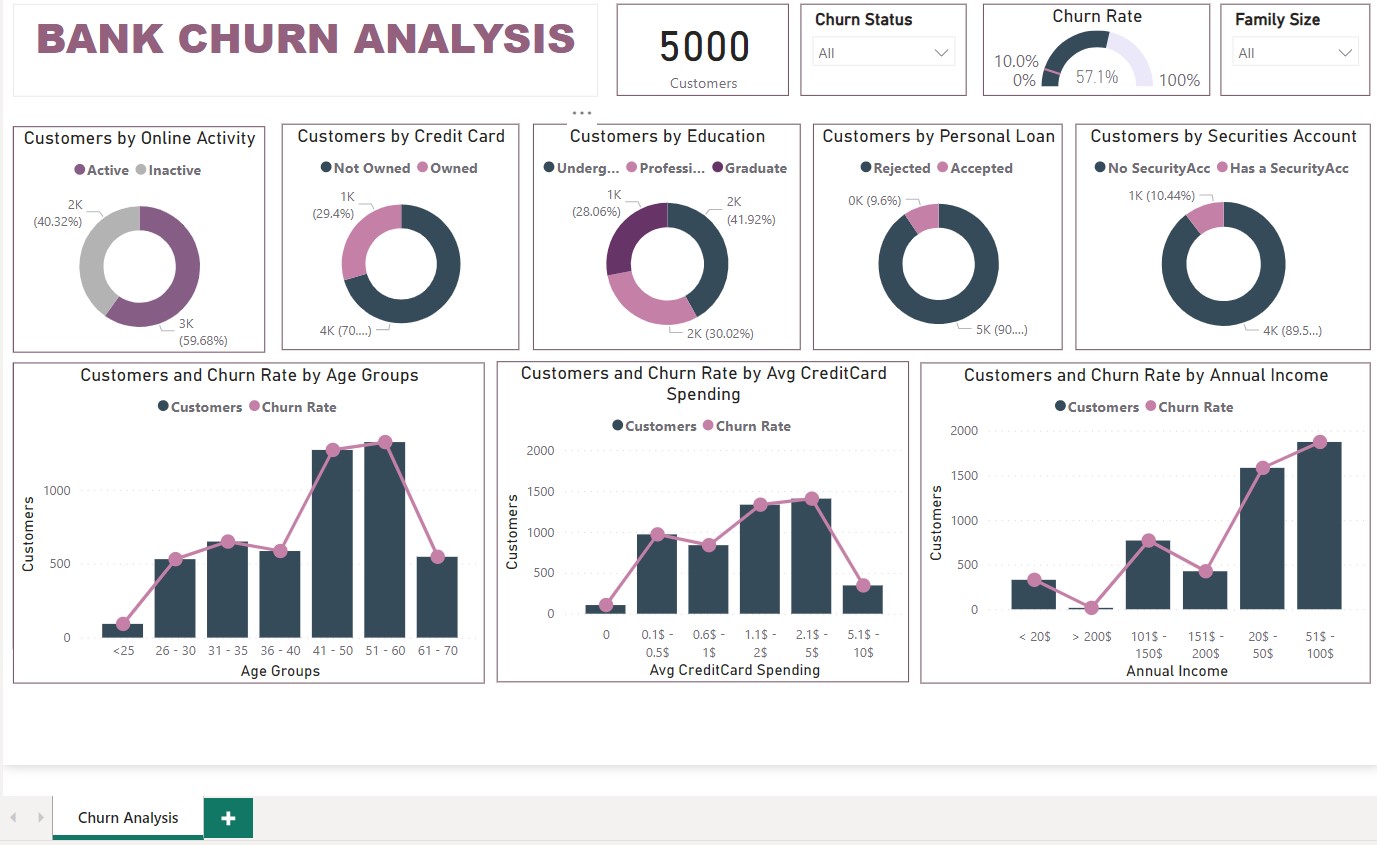 BANK CHURN ANALYSIS
5000
Customers
Churn Status
All
Churn Rate
10.0%
0%
57.1%
100%
Family Size
All
Customers by Online Activity
Active Inactive
2K
(40.32%)
3K
(59.68%)
Customers by Credit Card
Not Owned Owned
1K
(29.4%)
4K (70....)
Customers by Education
Underg... Professi... Graduate
1K
(28.06%)
2K
(41.92%)
2K (30.02%)
Customers by Personal Loan
Rejected Accepted
0K (9.6%)
5K (90....)
Customers by Securities Account
No SecurityAcc Has a SecurityAcc
1K (10.44%)
4K (89.5...)
Customers and Churn Rate by Age Groups
Customers Churn Rate
Customers
1000
500
0
<25 26 - 30 31 - 35 36 - 40 41 - 50 51 - 60 61 - 70
Age Groups
Customers and Churn Rate by Avg CreditCard
Spending
Customers Churn Rate
Customers
2000
1500
1000
500
0
0 0.1$ - 0.6$ - 1.1$ - 2.1$ - 5.1$ -
0.5$ 1$ 2$ 5$ 10$
Avg CreditCard Spending
Customers and Churn Rate by Annual Income
Customers Churn Rate
Customers
2000
1500
1000
500
0
< 20$ > 200$ 101$ - 151$ - 20$ - 51$ -
150$ 200$ 50$ 100$
Annual Income
Churn Analysis